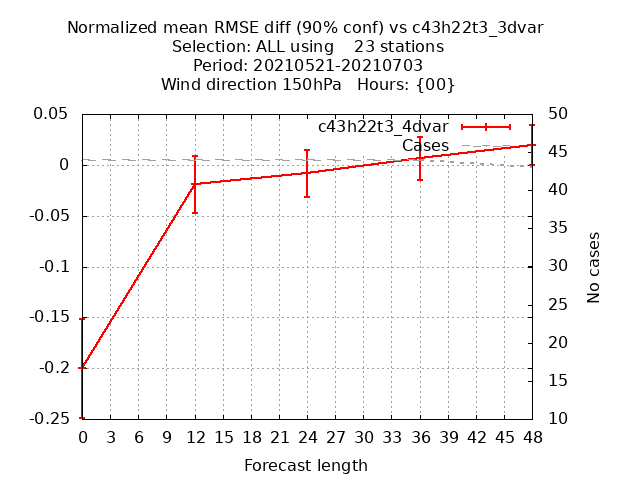 Normalized mean RMSE diff (90% conf) vs c43h22t3_3dvar
Selection: ALL using    23 stations
Period: 20210521-20210703
Wind direction 150hPa   Hours: {00}
c43h22t3_4dvar
Cases
0.05
0
-0.05
-0.1
-0.15
-0.2
-0.25
50
45
40
35
30
25
20
15
10
No cases
0 3 6 9 12 15 18 21 24 27 30 33 36 39 42 45 48
Forecast length